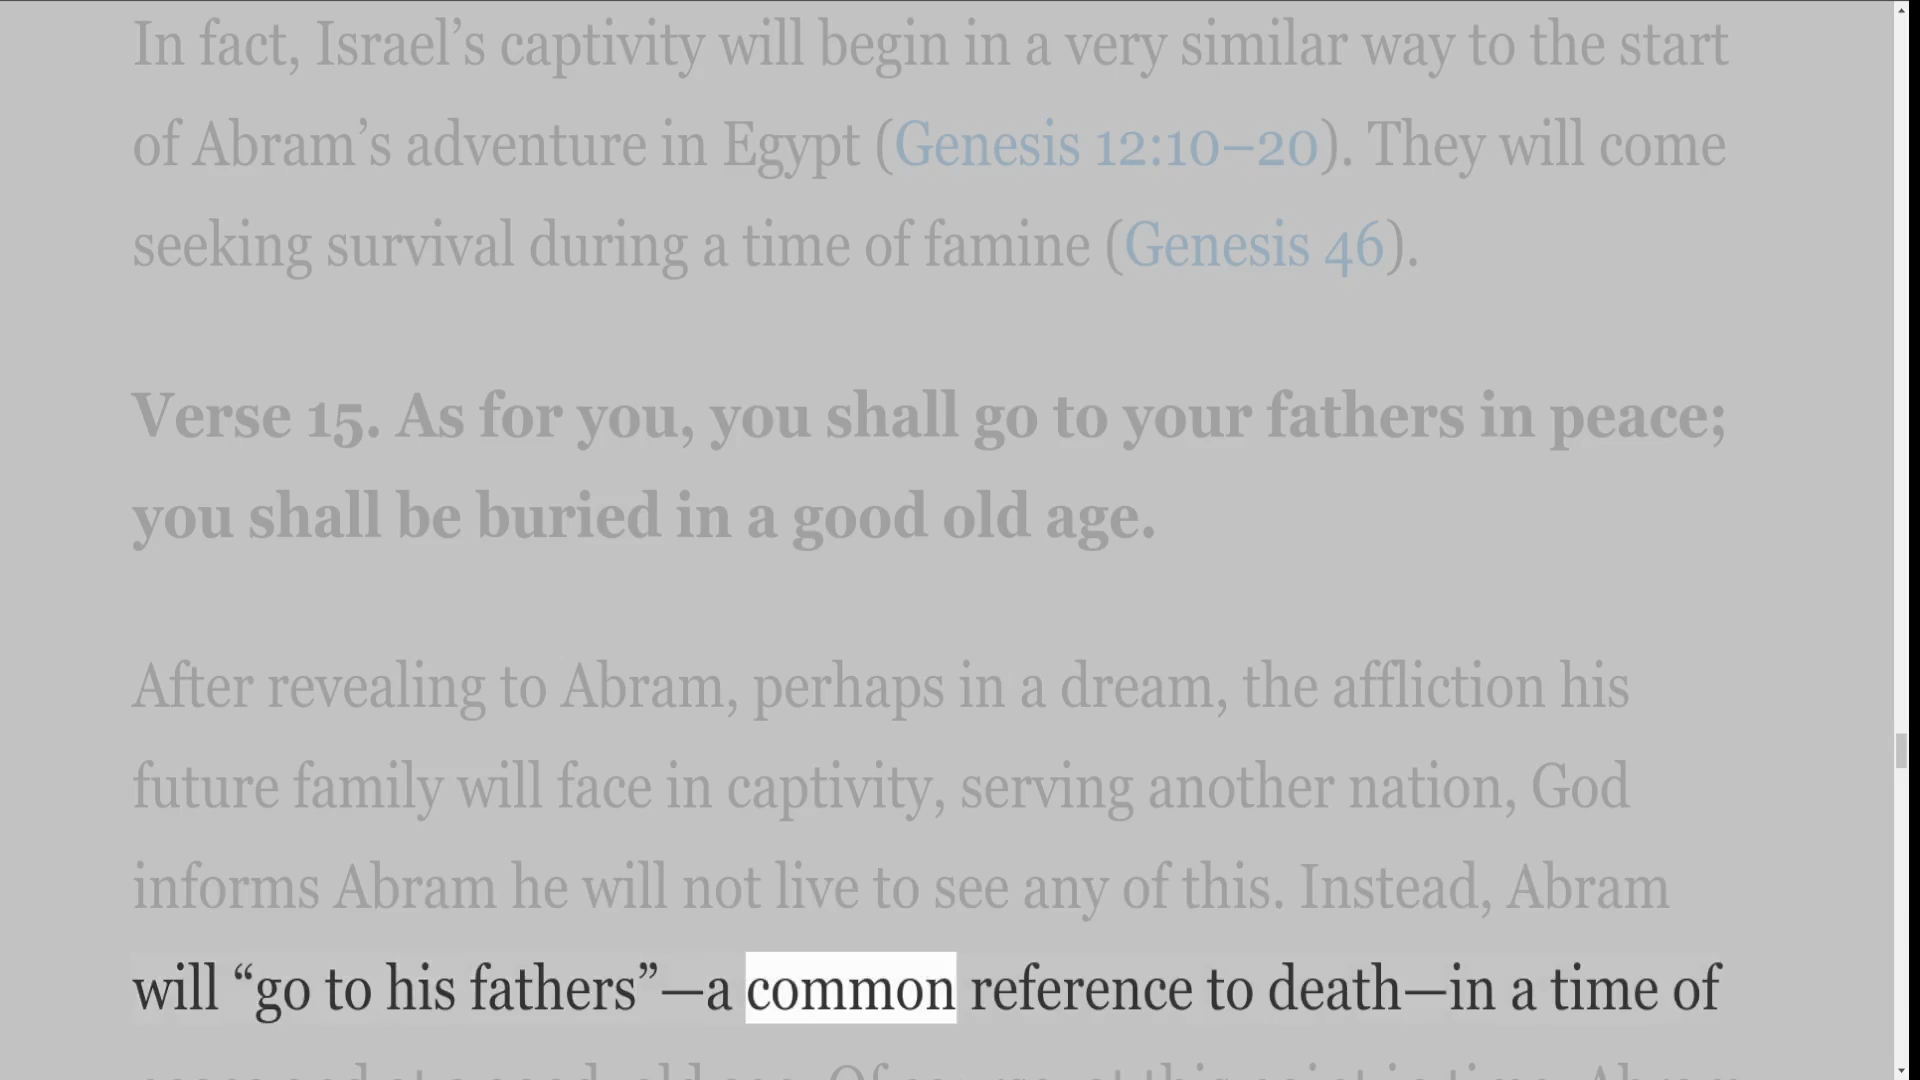 In fact, Israel’s captivity will begin in a very similar way to the start
of Abram’s adventure in Egypt (Genesis 12:10–20). They will come
seeking survival during a time of famine (Genesis 46).
Verse 15. As for you, you shall go to your fathers in peace;
you shall be buried in a good old age.
After revealing to Abram, perhaps in a dream, the affliction his
future family will face in captivity, serving another nation, God
informs Abram he will not live to see any of this. Instead, Abram
will “go to his fathers”—a common reference to death—in a time of